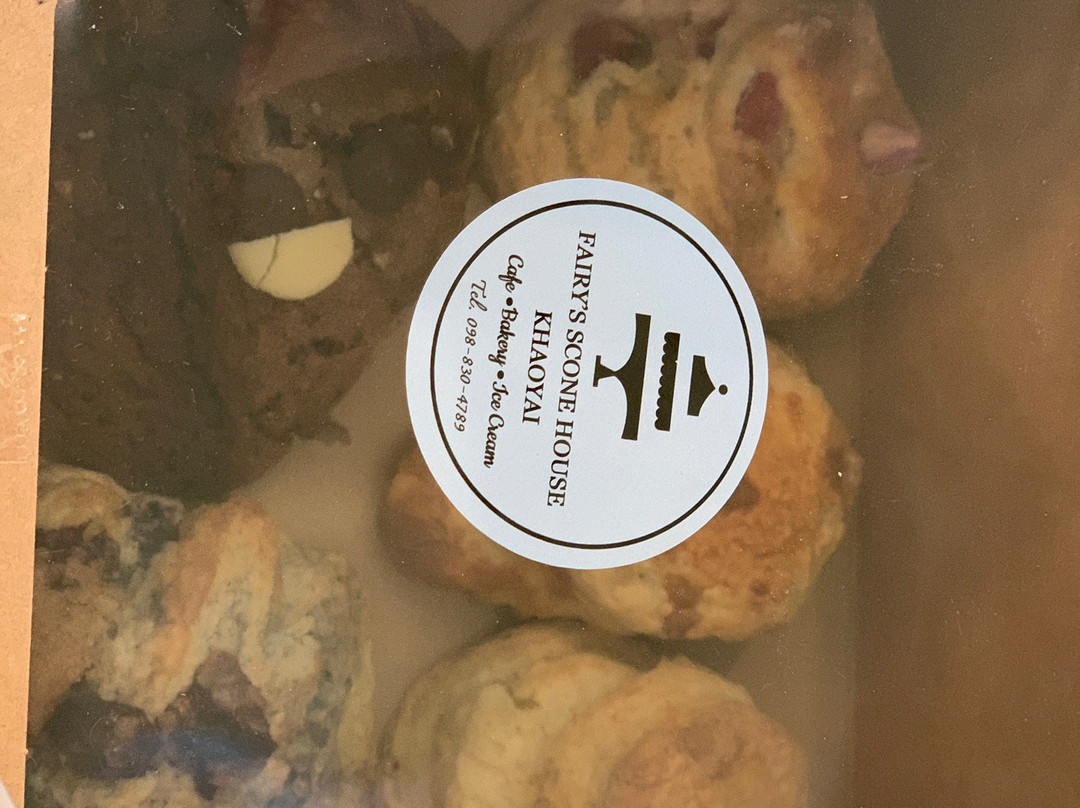 FAIRY'S SCONE HOUSE
KHAOYAI
Cafe • Bakery • Ice Cream
Tel. 098-830-4789